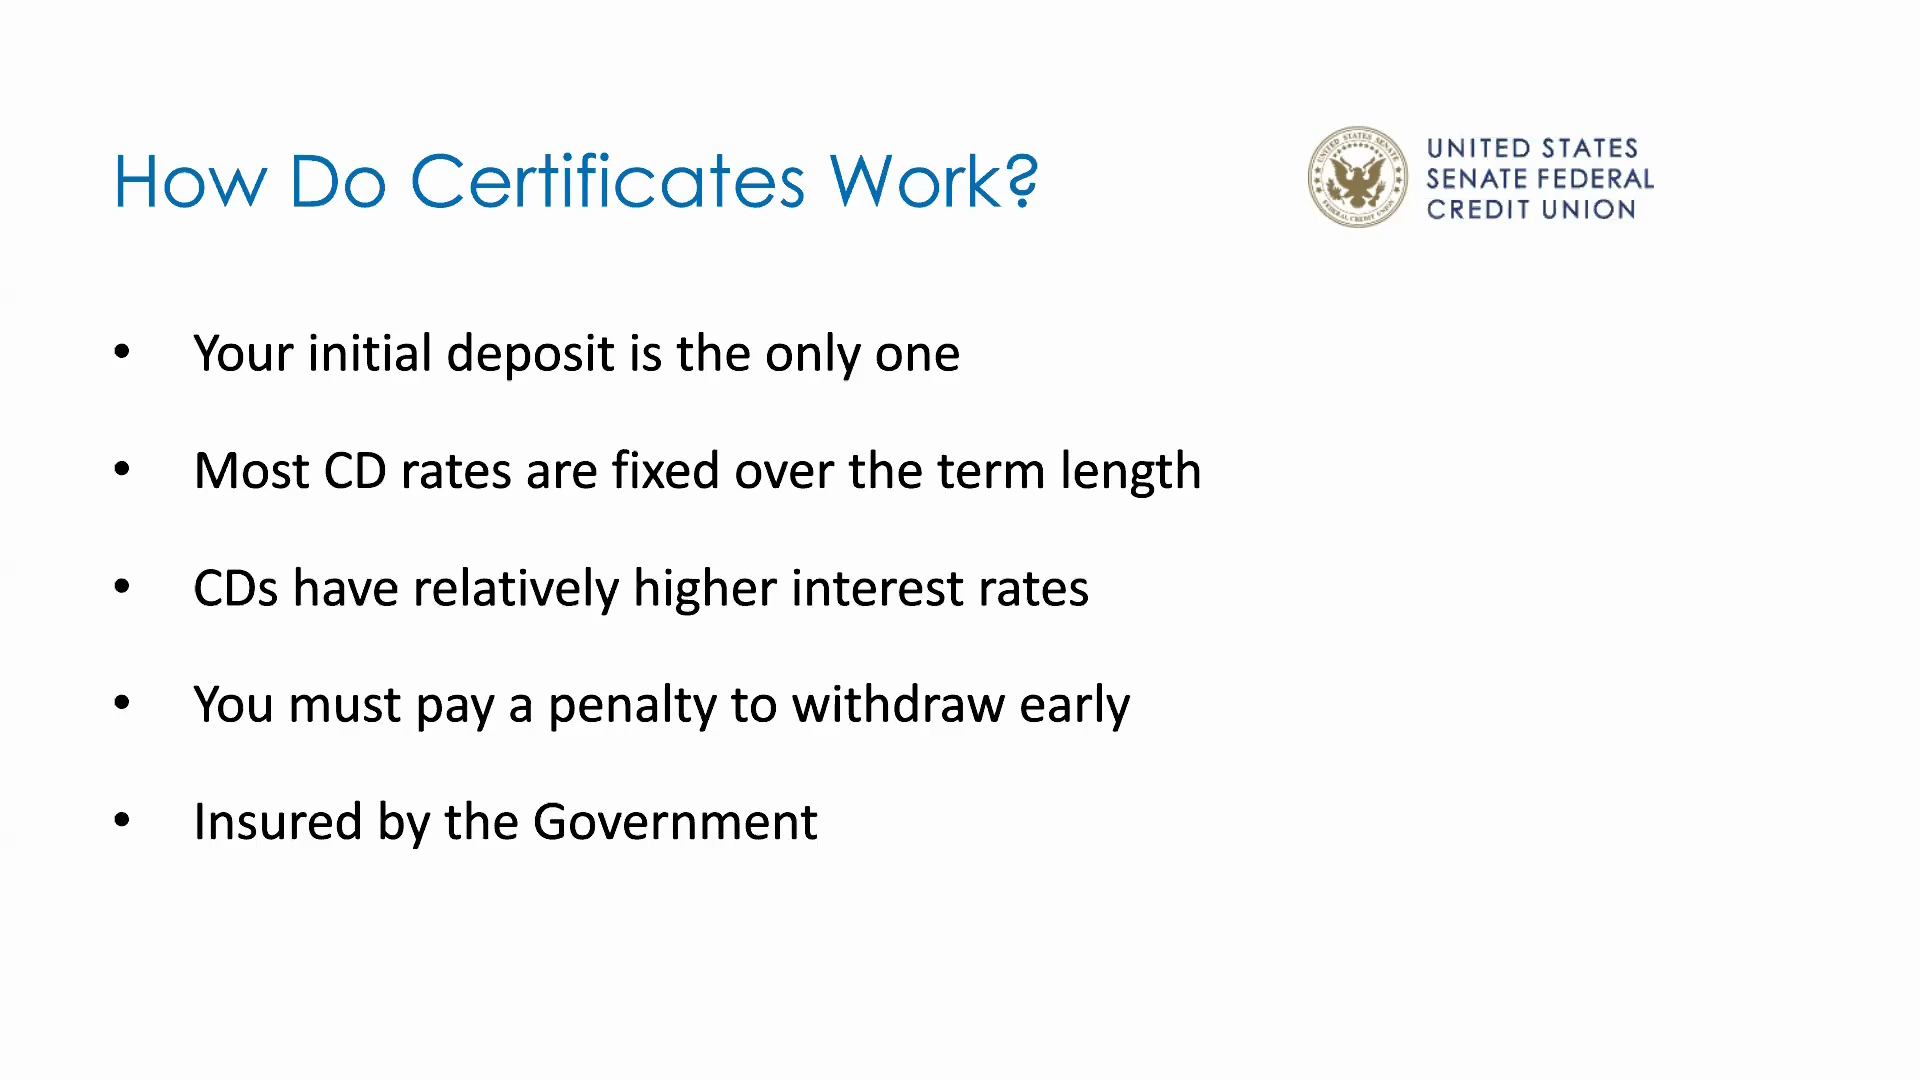 How Do Certificates Work?
UNITED STATES
SENATE FEDERAL
CREDIT UNION
• Your initial deposit is the only one
• Most CD rates are fixed over the term length
• CDs have relatively higher interest rates
• You must pay a penalty to withdraw early
• Insured by the Government